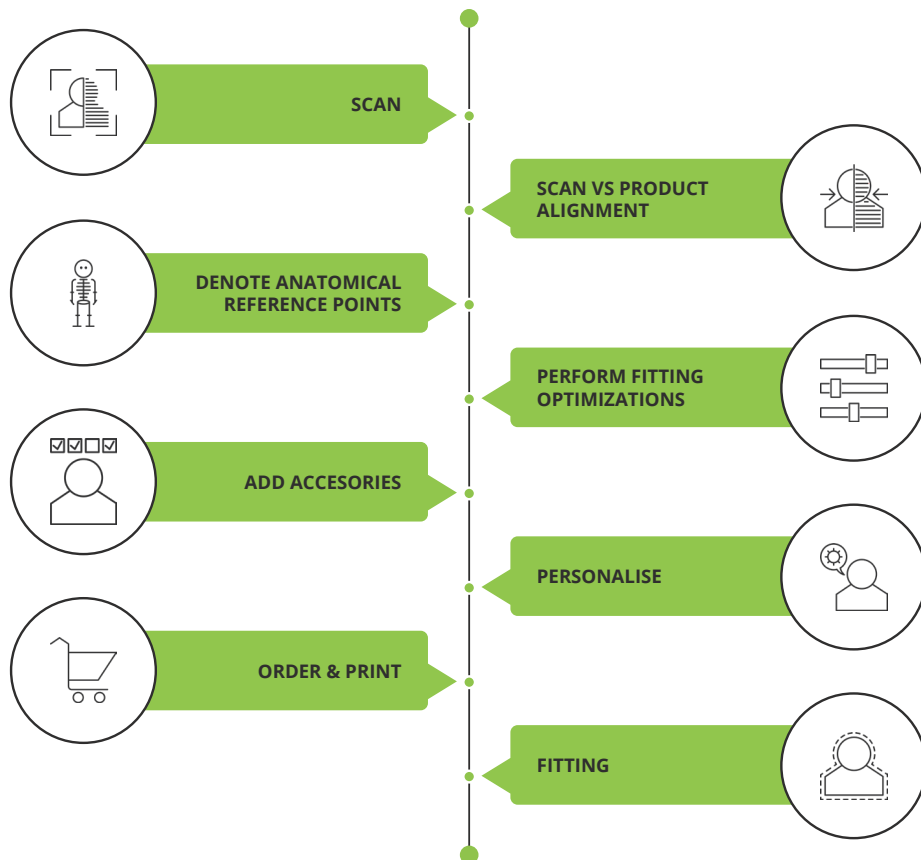 SCAN
SCAN VS PRODUCT
ALIGNMENT
DENOTE ANATOMICAL
REFERENCE POINTS
PERFORM FITTING
OPTIMIZATIONS
ADD ACCESORIES
PERSONALISE
ORDER & PRINT
FITTING